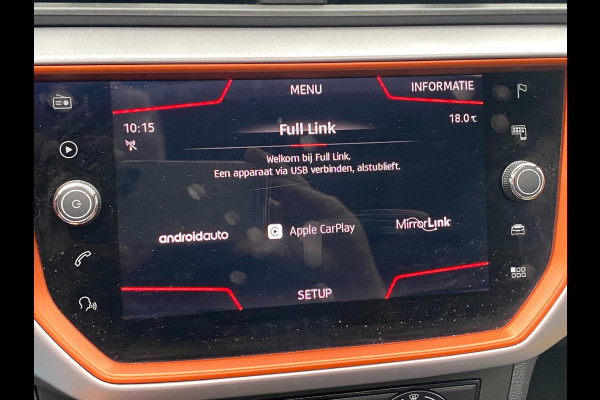 MENU
INFORMATIE
10:15
18.0°C
Full Link
Welkom bij Full Link.
Een apparaat via USB verbinden, alstublieft.
androidauto
Apple CarPlay
MirrorLink
SETUP